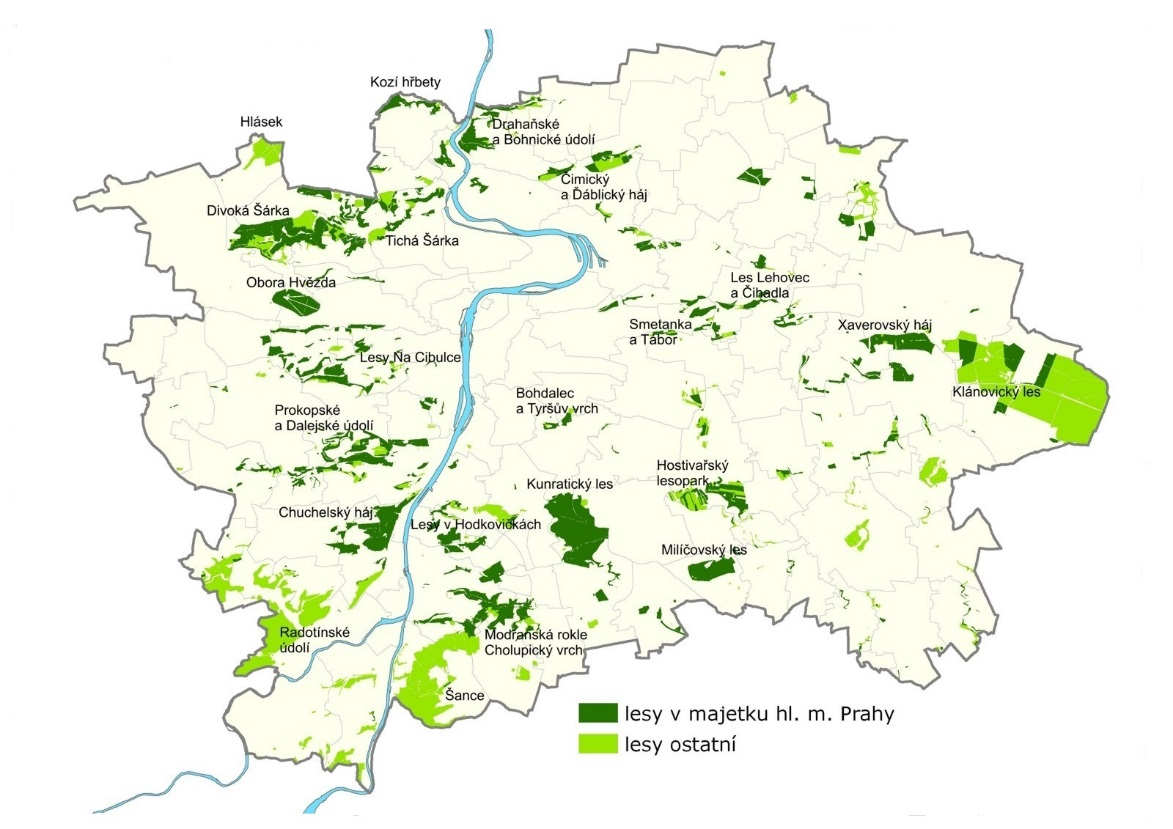 Kozí hřbety
Hlásek
Drahaňské
a Bohnické údolí
Čimický
a Ďáblický háj
Divoká Šárka
Tichá Šárka
Obora Hvězda
Les Lehovec
a Čihadla
Smetanka
a Tábor
Xaverovský háj
Lesy Na Cibulce
Klánovický les
Bohdalec
a Tyršův vrch
Prokopské
a Dalejské údolí
Hostivařský
lesopark
Kunratický les
Chuchelský háj
Lesy v Hodkovičkách
Milíčovský les
Radotínské
údolí
Modřanská rokle
Cholupický vrch
Šance
lesy v majetku hl. m. Prahy
lesy ostatní